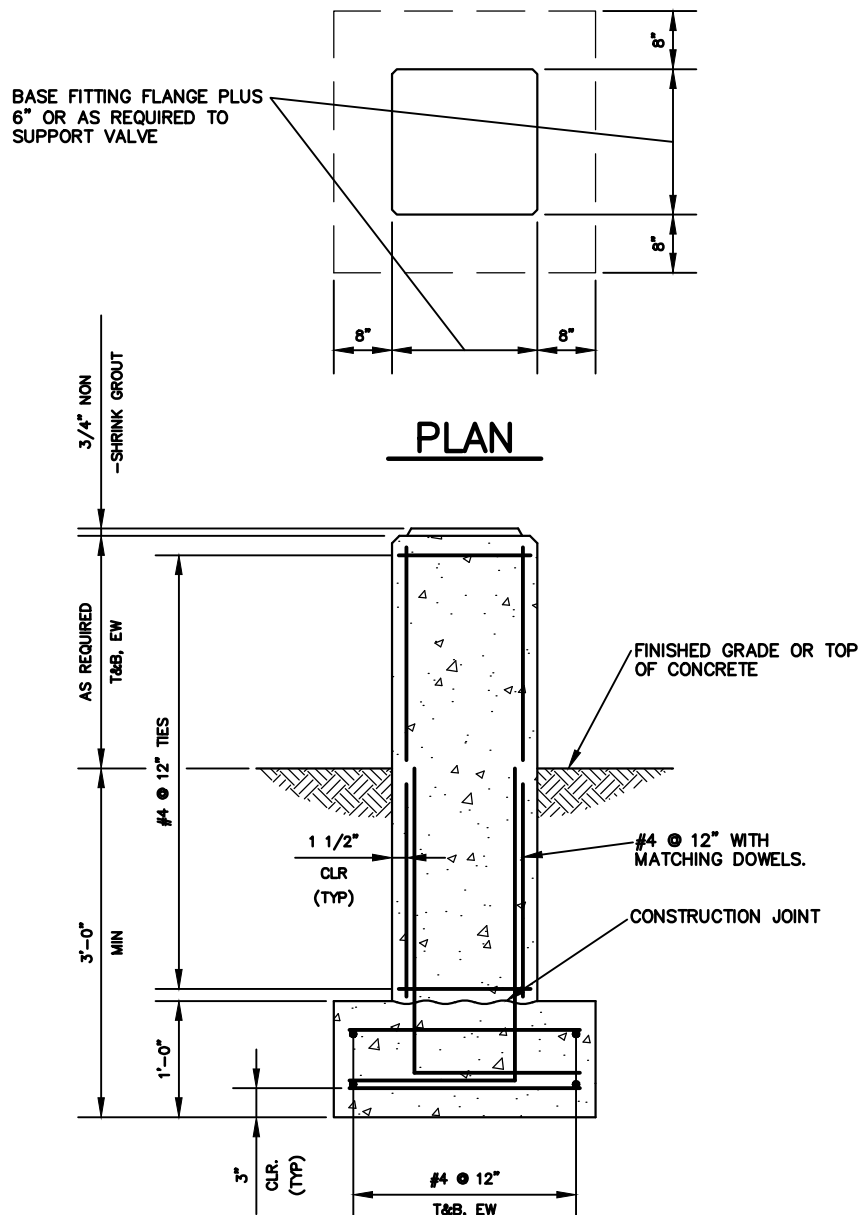 8"
BASE FITTING FLANGE PLUS
6" OR AS REQUIRED TO
SUPPORT VALVE
8"
8"
8"
3/4" NON
-SHRINK GROUT
PLAN
AS REQUIRED
T&B, EW
#4 @ 12" TIES
FINISHED GRADE OR TOP
OF CONCRETE
1 1/2"
CLR
(TYP)
#4 @ 12" WITH
MATCHING DOWELS.
CONSTRUCTION JOINT
3'-0"
MIN
1'-0"
3"
CLR.
(TYP)
#4 @ 12"
T&B, EW